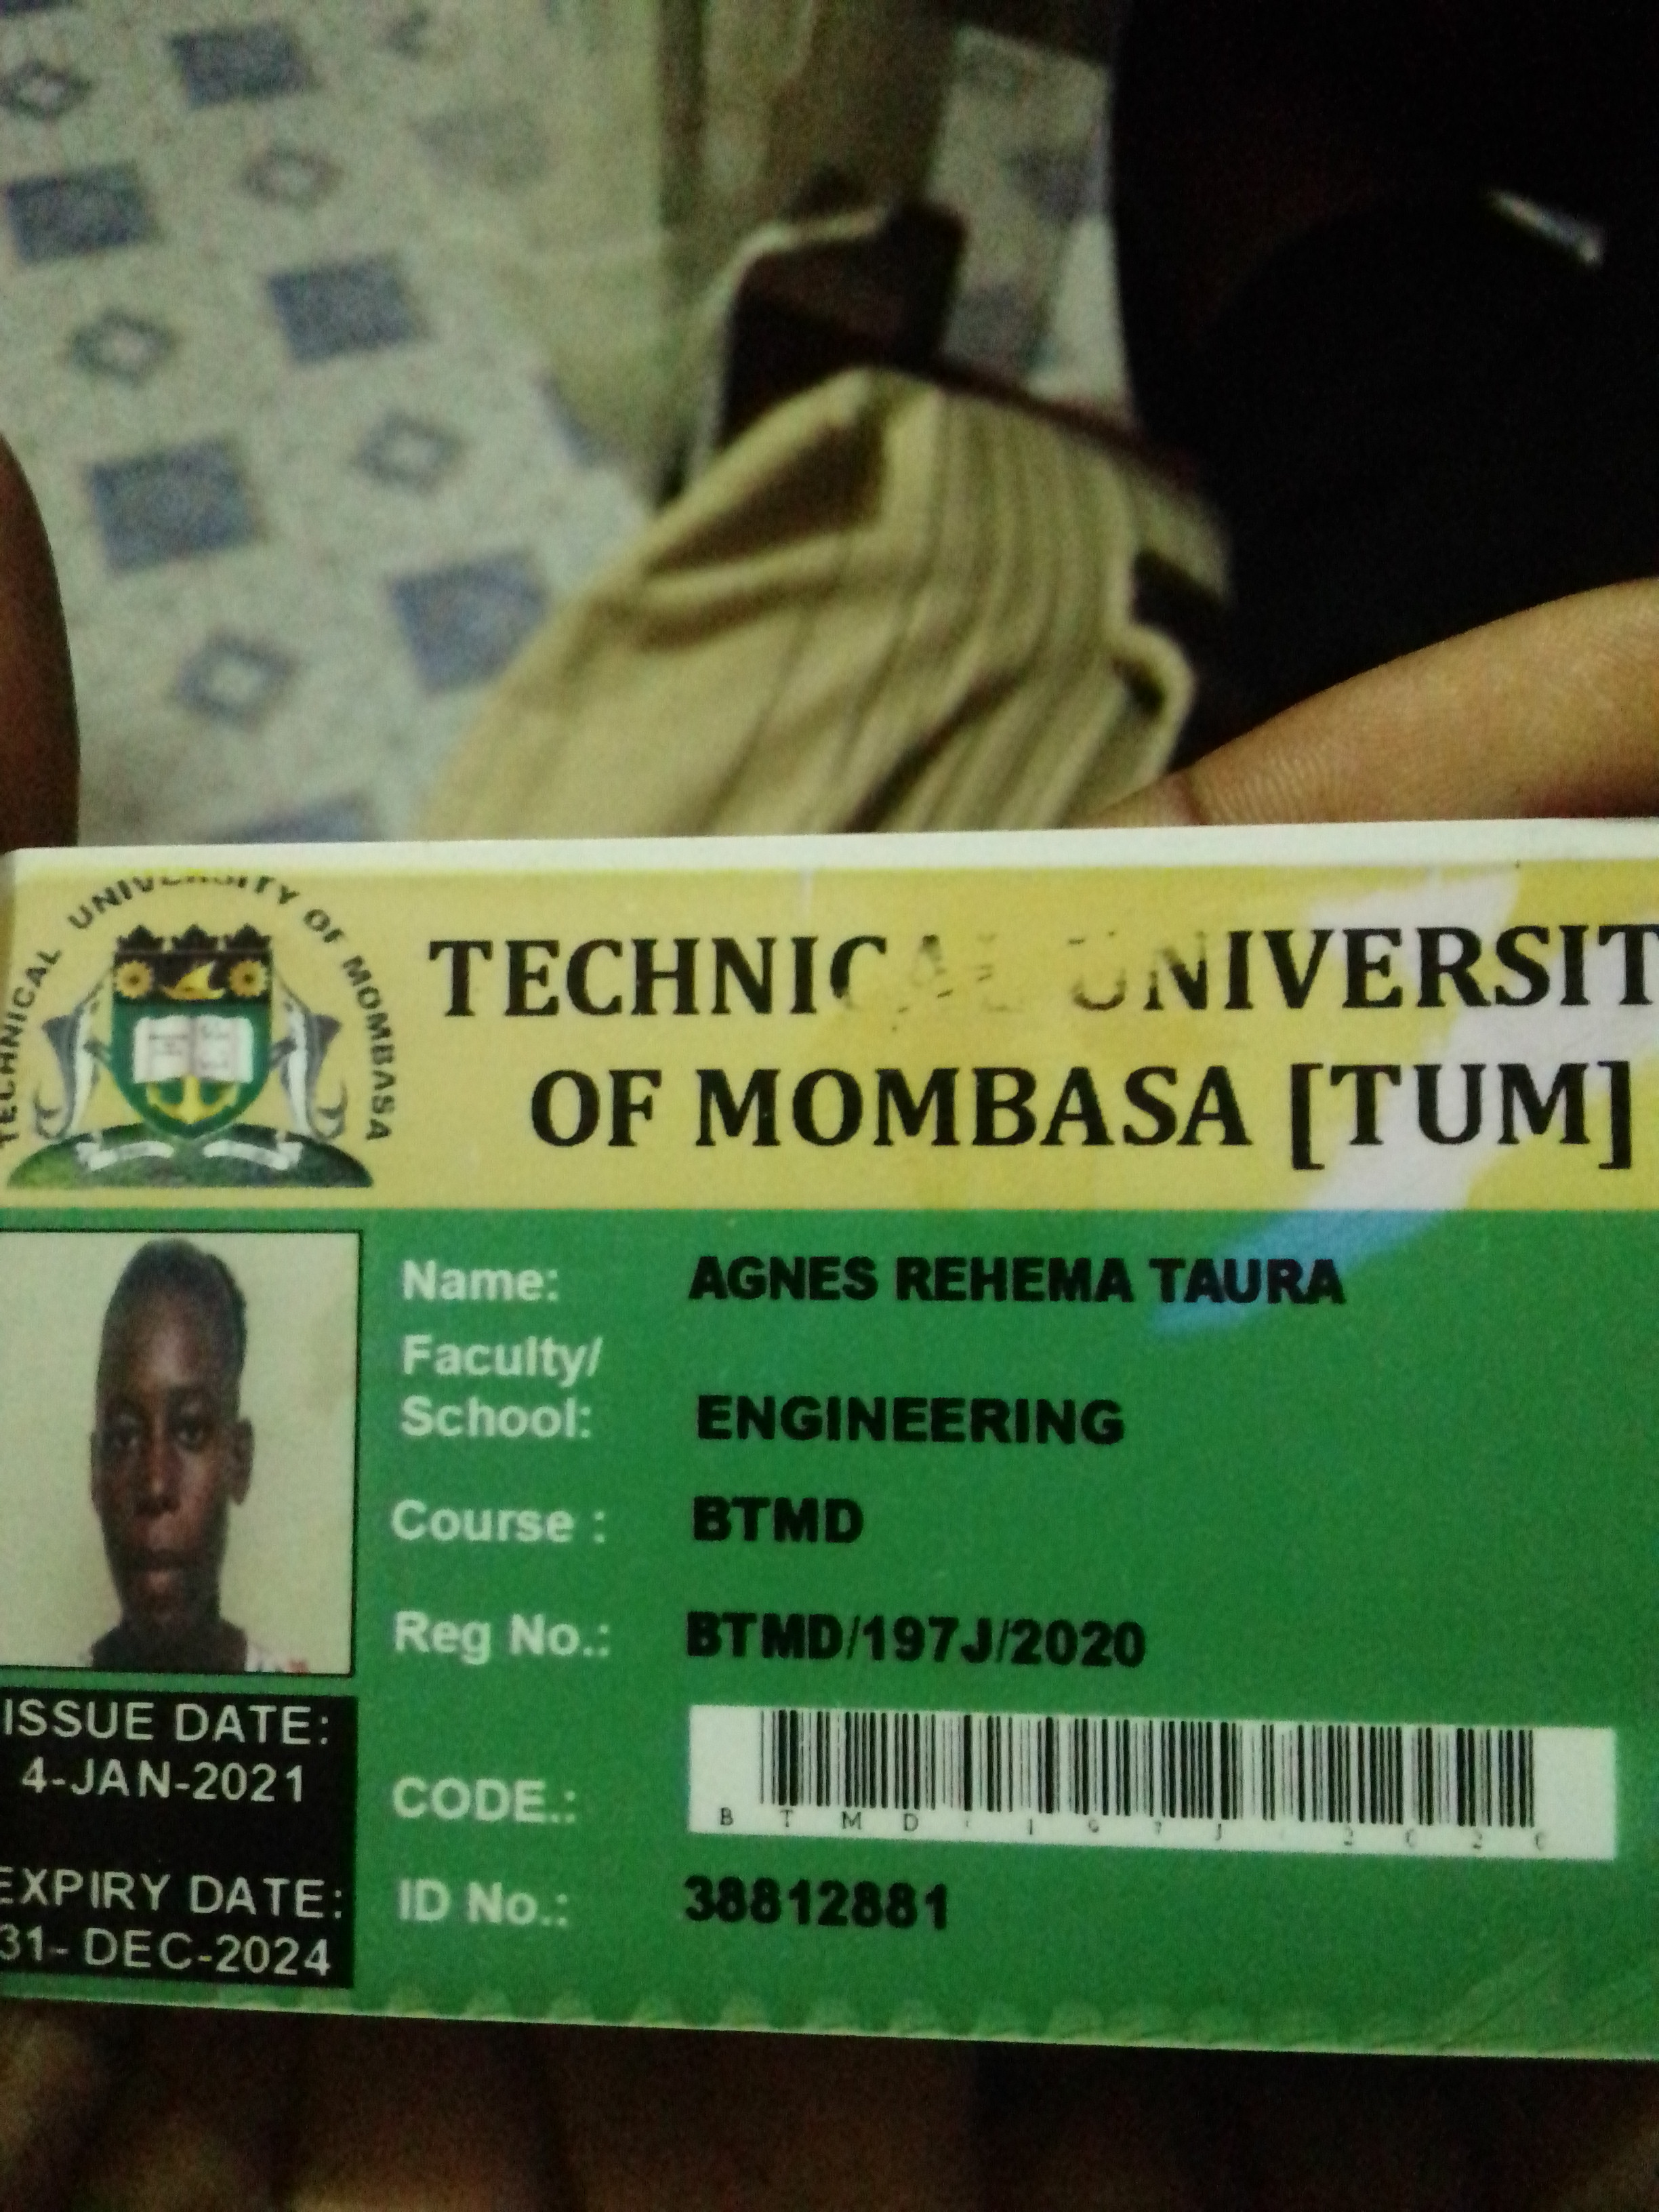 TECHNICAL UNIVERSITY OF MOMBASA
TECHNICAL UNIVERSIT
OF MOMBASA [TUM]
Name: AGNES REHEMA TAURA
Faculty/
School: ENGINEERING
Course : BTMD
Reg No.: BTMD/197J/2020
ISSUE DATE:
4-JAN-2021
CODE.:
BTMD/197J/2020
EXPIRY DATE:
31- DEC-2024
ID No.: 38812881